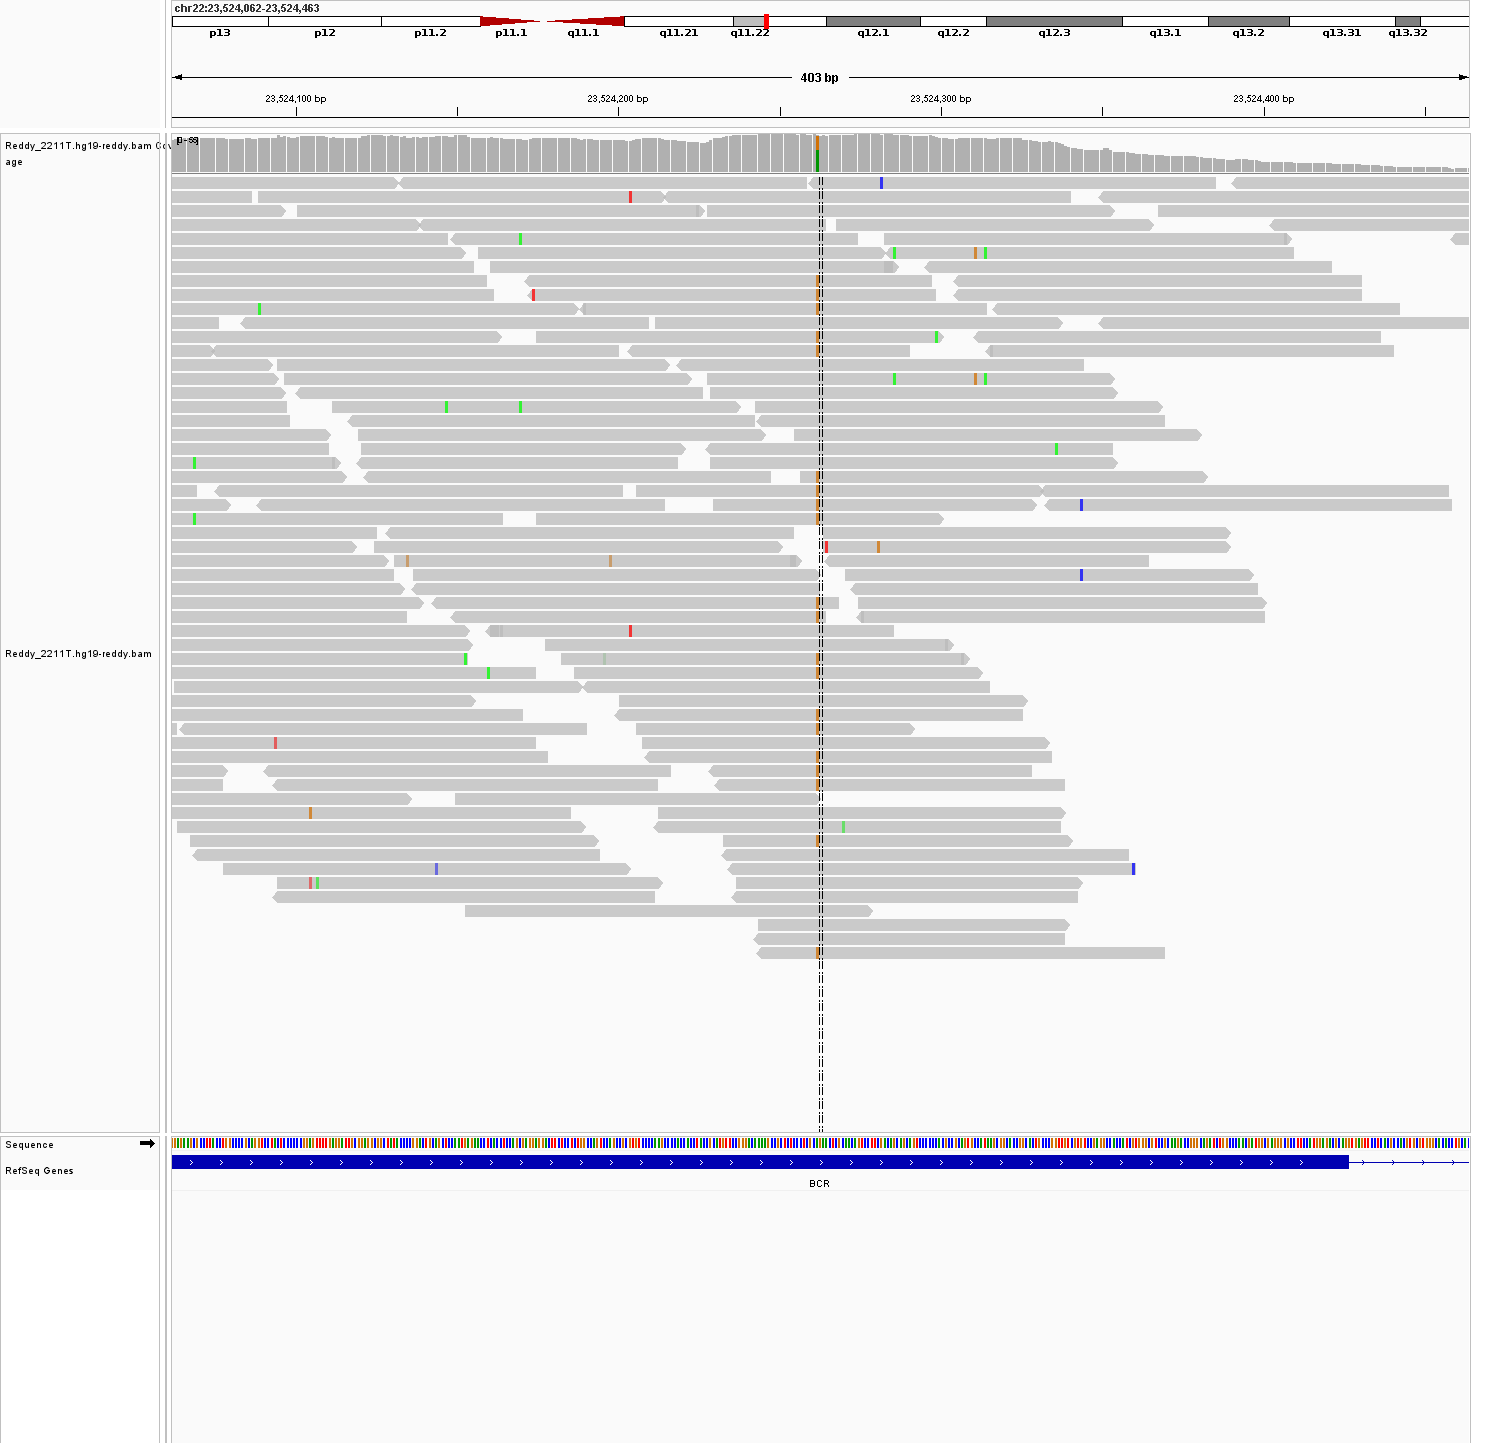 chr22:23,524,062-23,524,463
p13 p12 p11.2 p11.1 q11.1 q11.21 q11.22 q12.1 q12.2 q12.3 q13.1 q13.2 q13.31 q13.32
403 bp
23,524,100 bp 23,524,200 bp 23,524,300 bp 23,524,400 bp
Reddy_2211T.hg19-reddy.bam
age
Reddy_2211T.hg19-reddy.bam
Sequence
RefSeq Genes
BCR